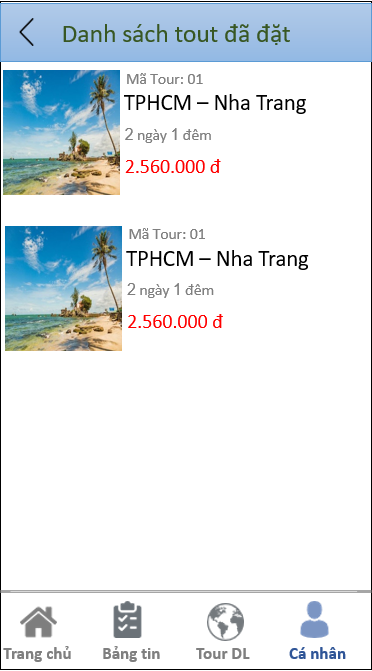 Danh sách tout đã đặt
Mã Tour: 01
TPHCM – Nha Trang
2 ngày 1 đêm
2.560.000 đ
Mã Tour: 01
TPHCM – Nha Trang
2 ngày 1 đêm
2.560.000 đ
Trang chủ
Bảng tin
Tour DL
Cá nhân